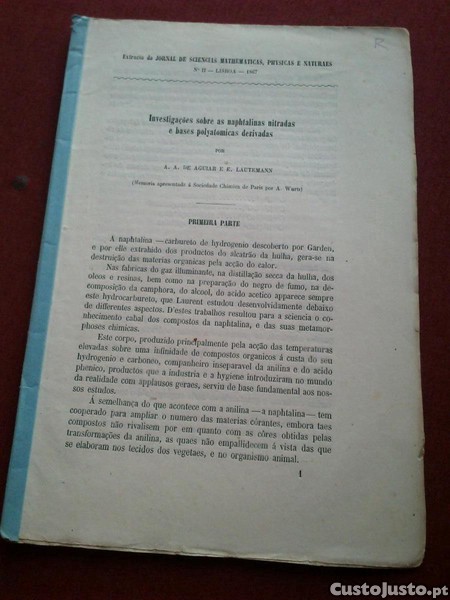 R
Extracto do JORNAL DE SCIENCIAS MATHEMATICAS, PHYSICAS E NATURAES
N.º II — LISBOA — 1867
Investigações sobre as naphtalinas nitradas
e bases polyatomicas derivadas
POR
A. A. DE AGUIAR E E. LAUTEMANN
(Memoria apresentada á Sociedade Chimica de Paris por A. Wurtz)
PRIMEIRA PARTE
A naphtalina — carbureto de hydrogenio descoberto por Garden,
e por elle extrahido dos productos do alcatrão da hulha, gera-se na
destruição das materias organicas pela acção do calor.
Nas fabricas do gaz illuminante, na distillação secca da hulha, dos
oleos e resinas, bem como na preparação do negro de fumo, na de-
composição da camphora, do alcool, do acido acetico apparece sempre
este hydrocarbureto, que Laurent estudou desenvolvidamente debaixo
de differentes aspectos. D'estes trabalhos resultou para a sciencia o co-
nhecimento cabal dos compostos da naphtalina, e das suas metamor-
phoses chimicas.
Este corpo, produzido principalmente pela acção das temperaturas
elevadas sobre uma infinidade de compostos organicos á custa do seu
hydrogenio e carboneo, companheiro inseparavel da anilina e do acido
phenico, productos que a industria e a hygiene introduziram no mundo
da realidade com applausos geraes, serviu de base fundamental aos nos-
sos estudos.
Á semelhança do que acontece com a anilina — a naphtalina — tem
cooperado para ampliar o numero das materias córantes, embora taes
compostos não rivalisem por em quanto com as côres obtidas pelas
transformações da anilina, as quaes não empallidecem á vista das que
se elaboram nos tecidos dos vegetaes, e no organismo animal.
1
CustoJusto.pt